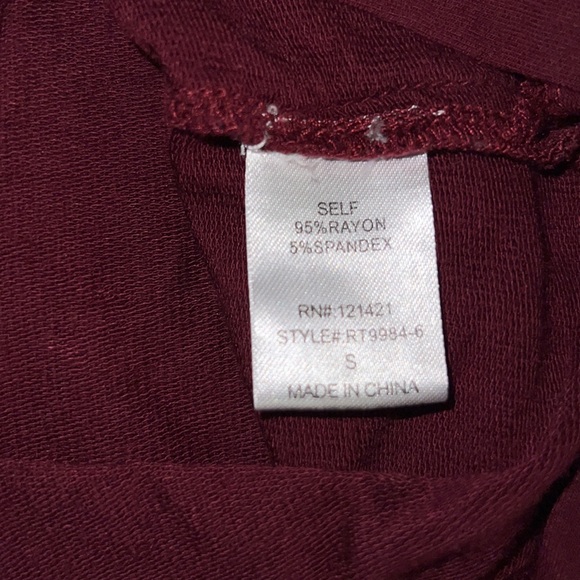 SELF
95%RAYON
5%SPANDEX
RN#:121421
STYLE#:RT9984-6
S
MADE IN CHINA